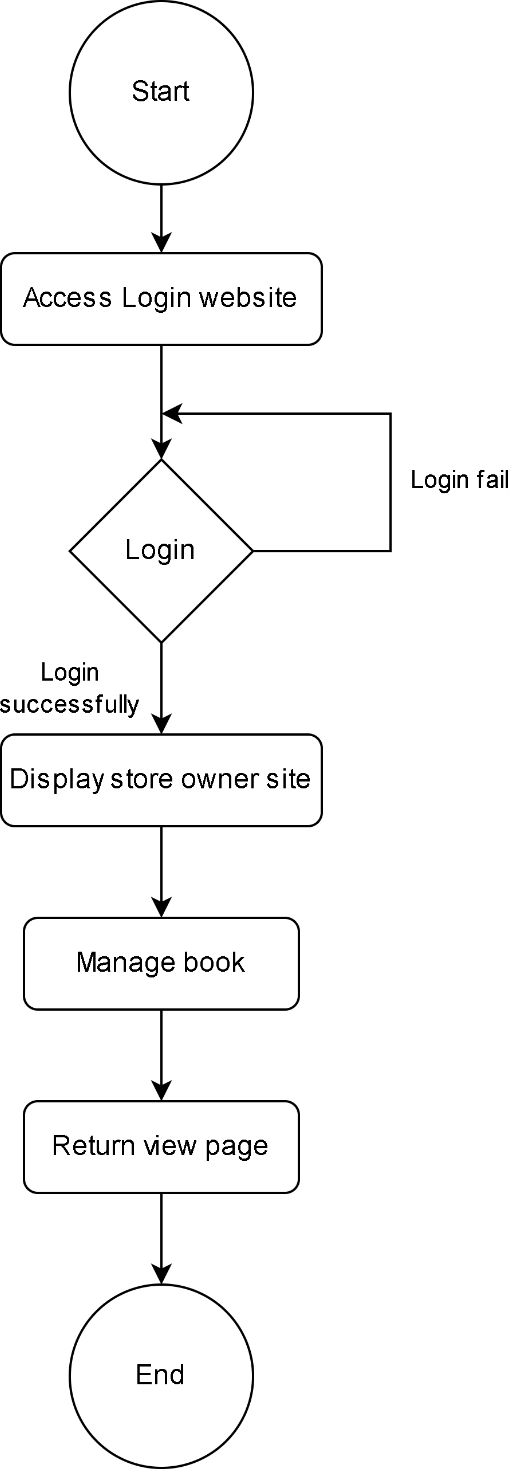 Start
Access Login website
Login fail
Login
Login
successfully
Display store owner site
Manage book
Return view page
End